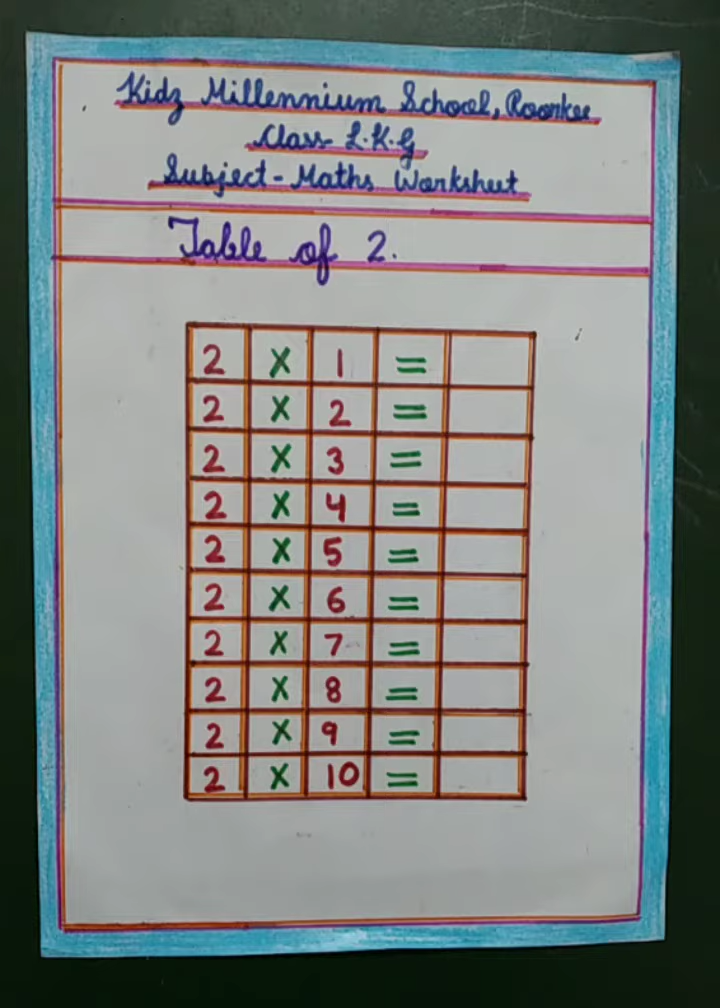 Kidz Millennium School, Roorkee
Class L.K.G
Subject - Maths Worksheet
Table of 2.
2 X 1 =
2 X 2 =
2 X 3 =
2 X 4 =
2 X 5 =
2 X 6 =
2 X 7 =
2 X 8 =
2 X 9 =
2 X 10 =